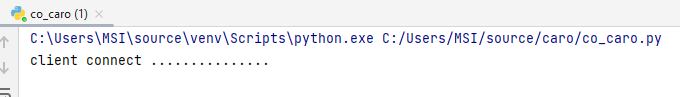 co_caro (1)
C:\Users\MSI\source\venv\Scripts\python.exe C:/Users/MSI/source/caro/co_caro.py
client connect ...............